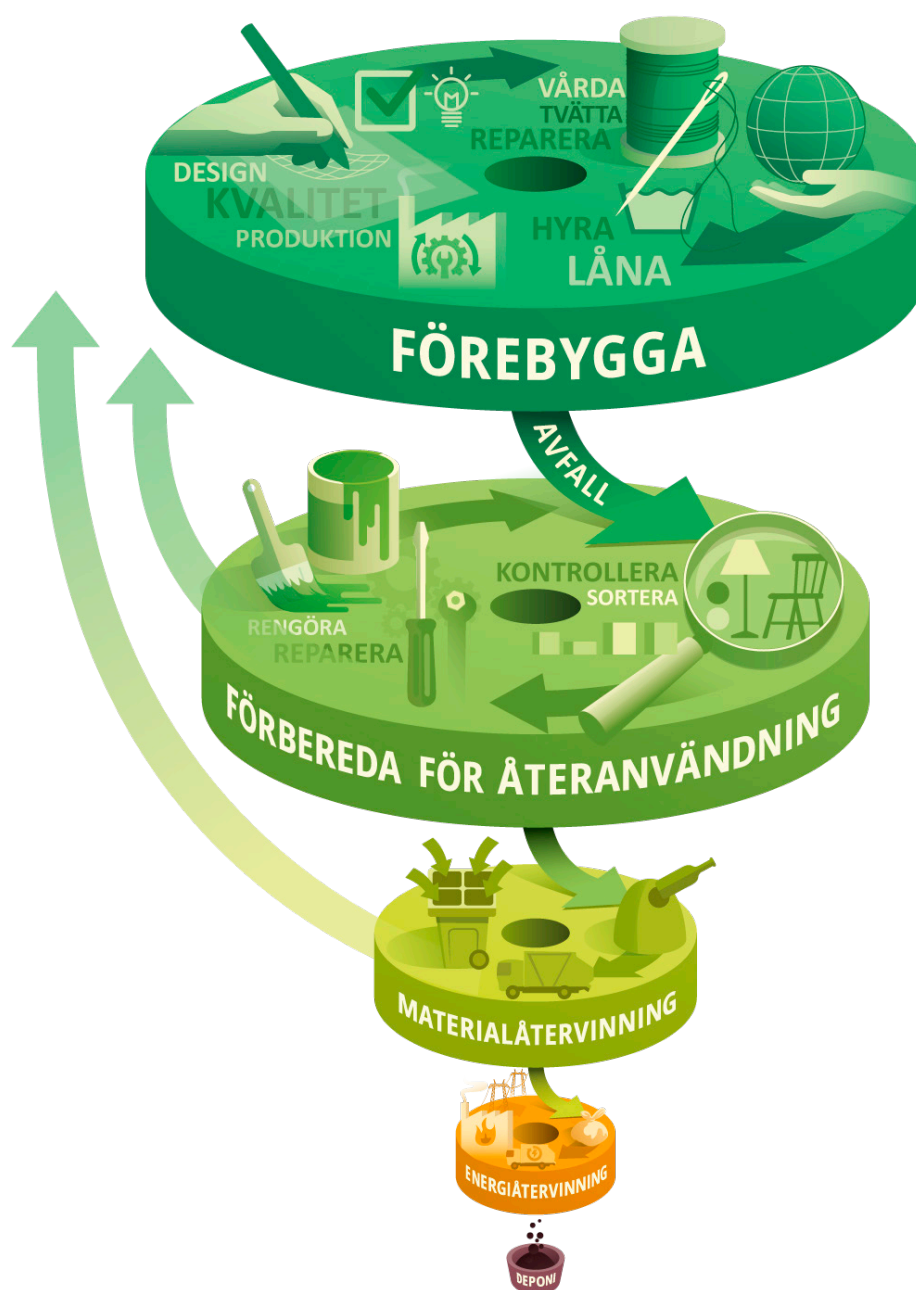 VÅRDA
TVÄTTA
REPARERA
DESIGN
KVALITET
PRODUKTION
HYRA
LÅNA
FÖREBYGGA
AVFALL
KONTROLLERA
SORTERA
RENGÖRA
REPARERA
FÖRBEREDA FÖR ÅTERANVÄNDNING
MATERIALÅTERVINNING
ENERGIÅTERVINNING
DEPONI